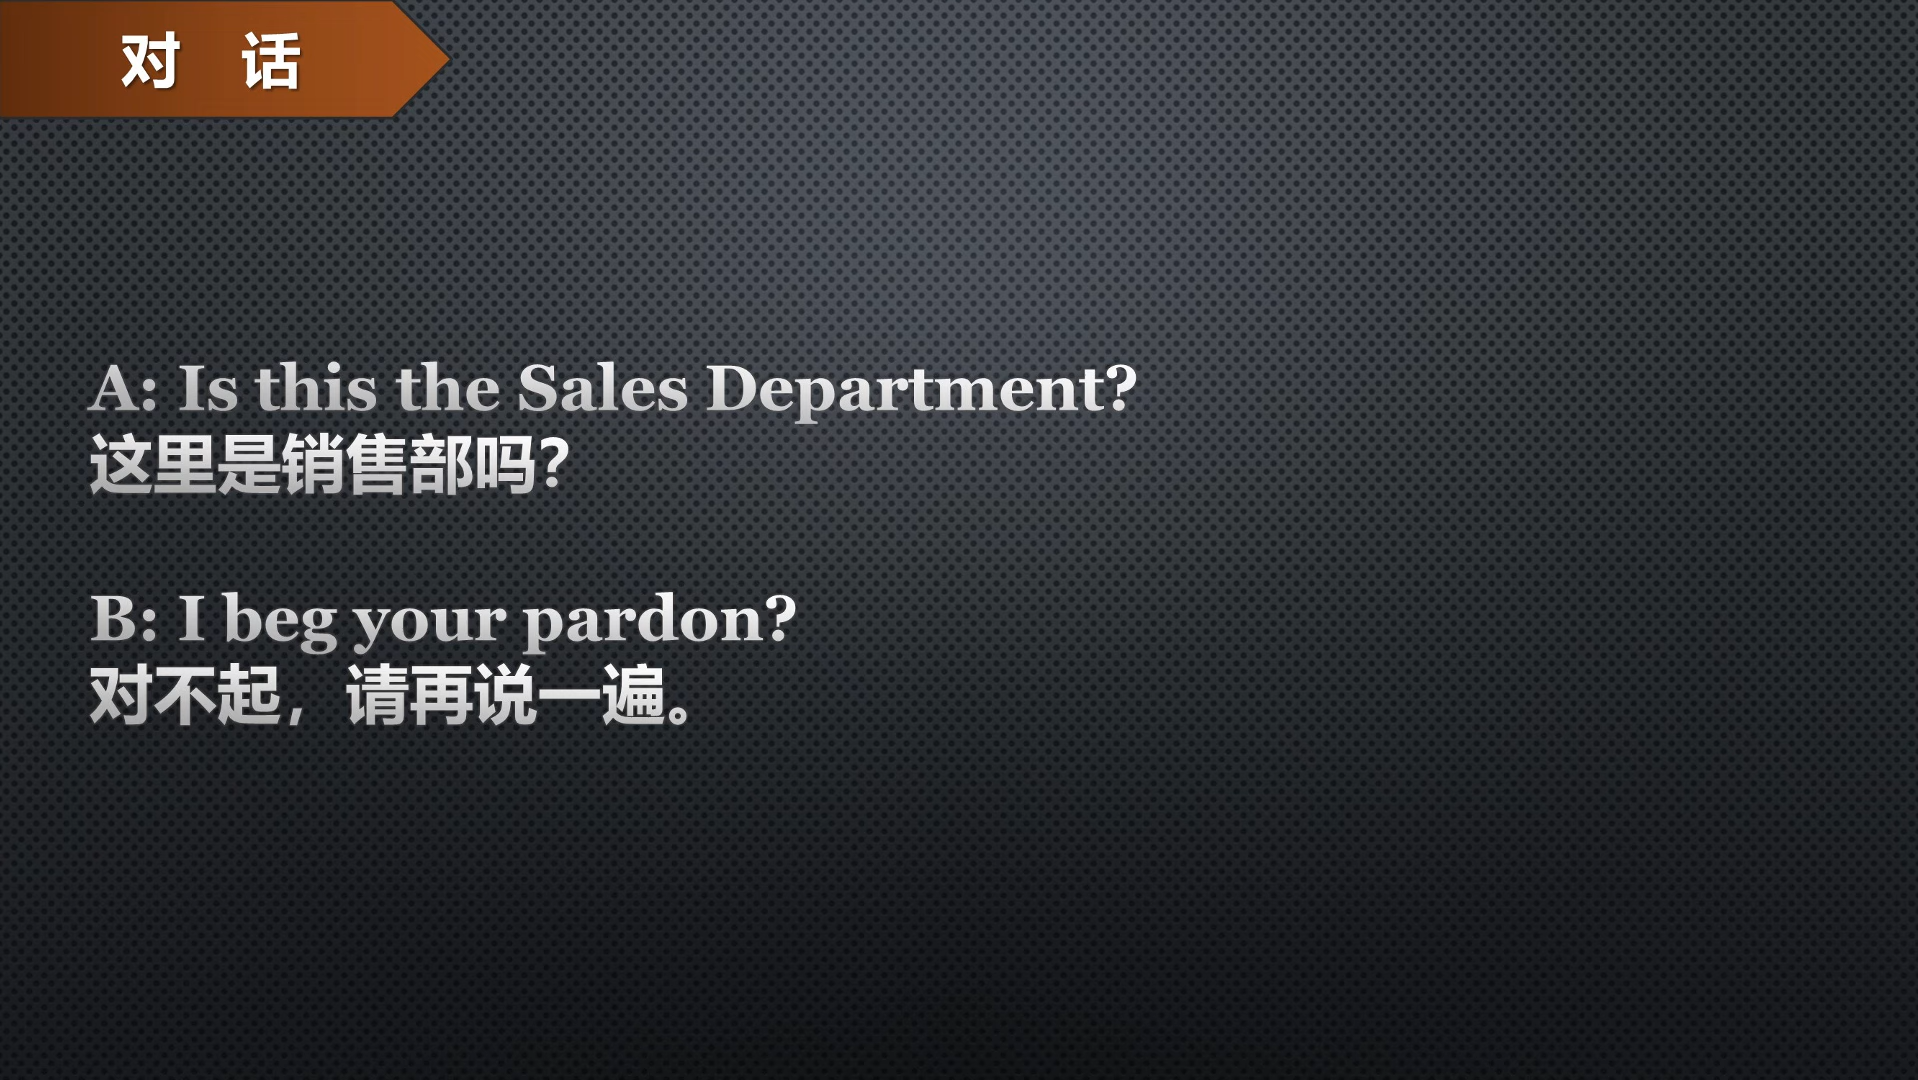 对 话
A: Is this the Sales Department?
这里是销售部吗?
B: I beg your pardon?
对不起，请再说一遍。